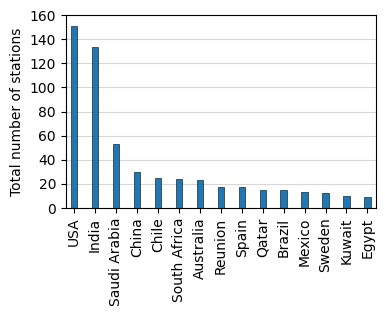 Total number of stations
160
140
120
100
80
60
40
20
0
USA
India
Saudi Arabia
China
Chile
South Africa
Australia
Reunion
Spain
Qatar
Brazil
Mexico
Sweden
Kuwait
Egypt